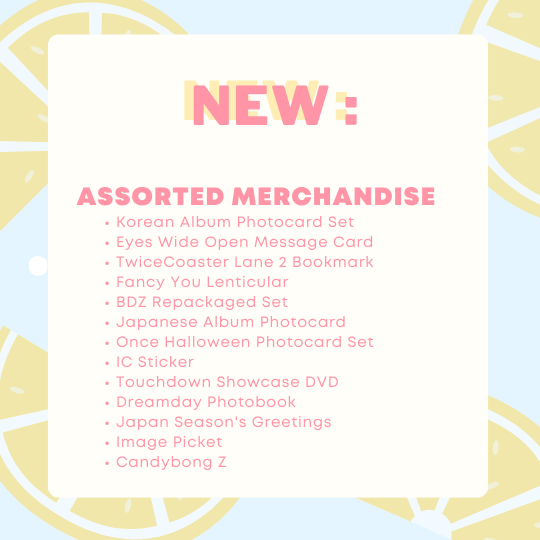 NEW :
ASSORTED MERCHANDISE
• Korean Album Photocard Set
• Eyes Wide Open Message Card
• TwiceCoaster Lane 2 Bookmark
• Fancy You Lenticular
• BDZ Repackaged Set
• Japanese Album Photocard
• Once Halloween Photocard Set
• IC Sticker
• Touchdown Showcase DVD
• Dreamday Photobook
• Japan Season's Greetings
• Image Picket
• Candybong Z